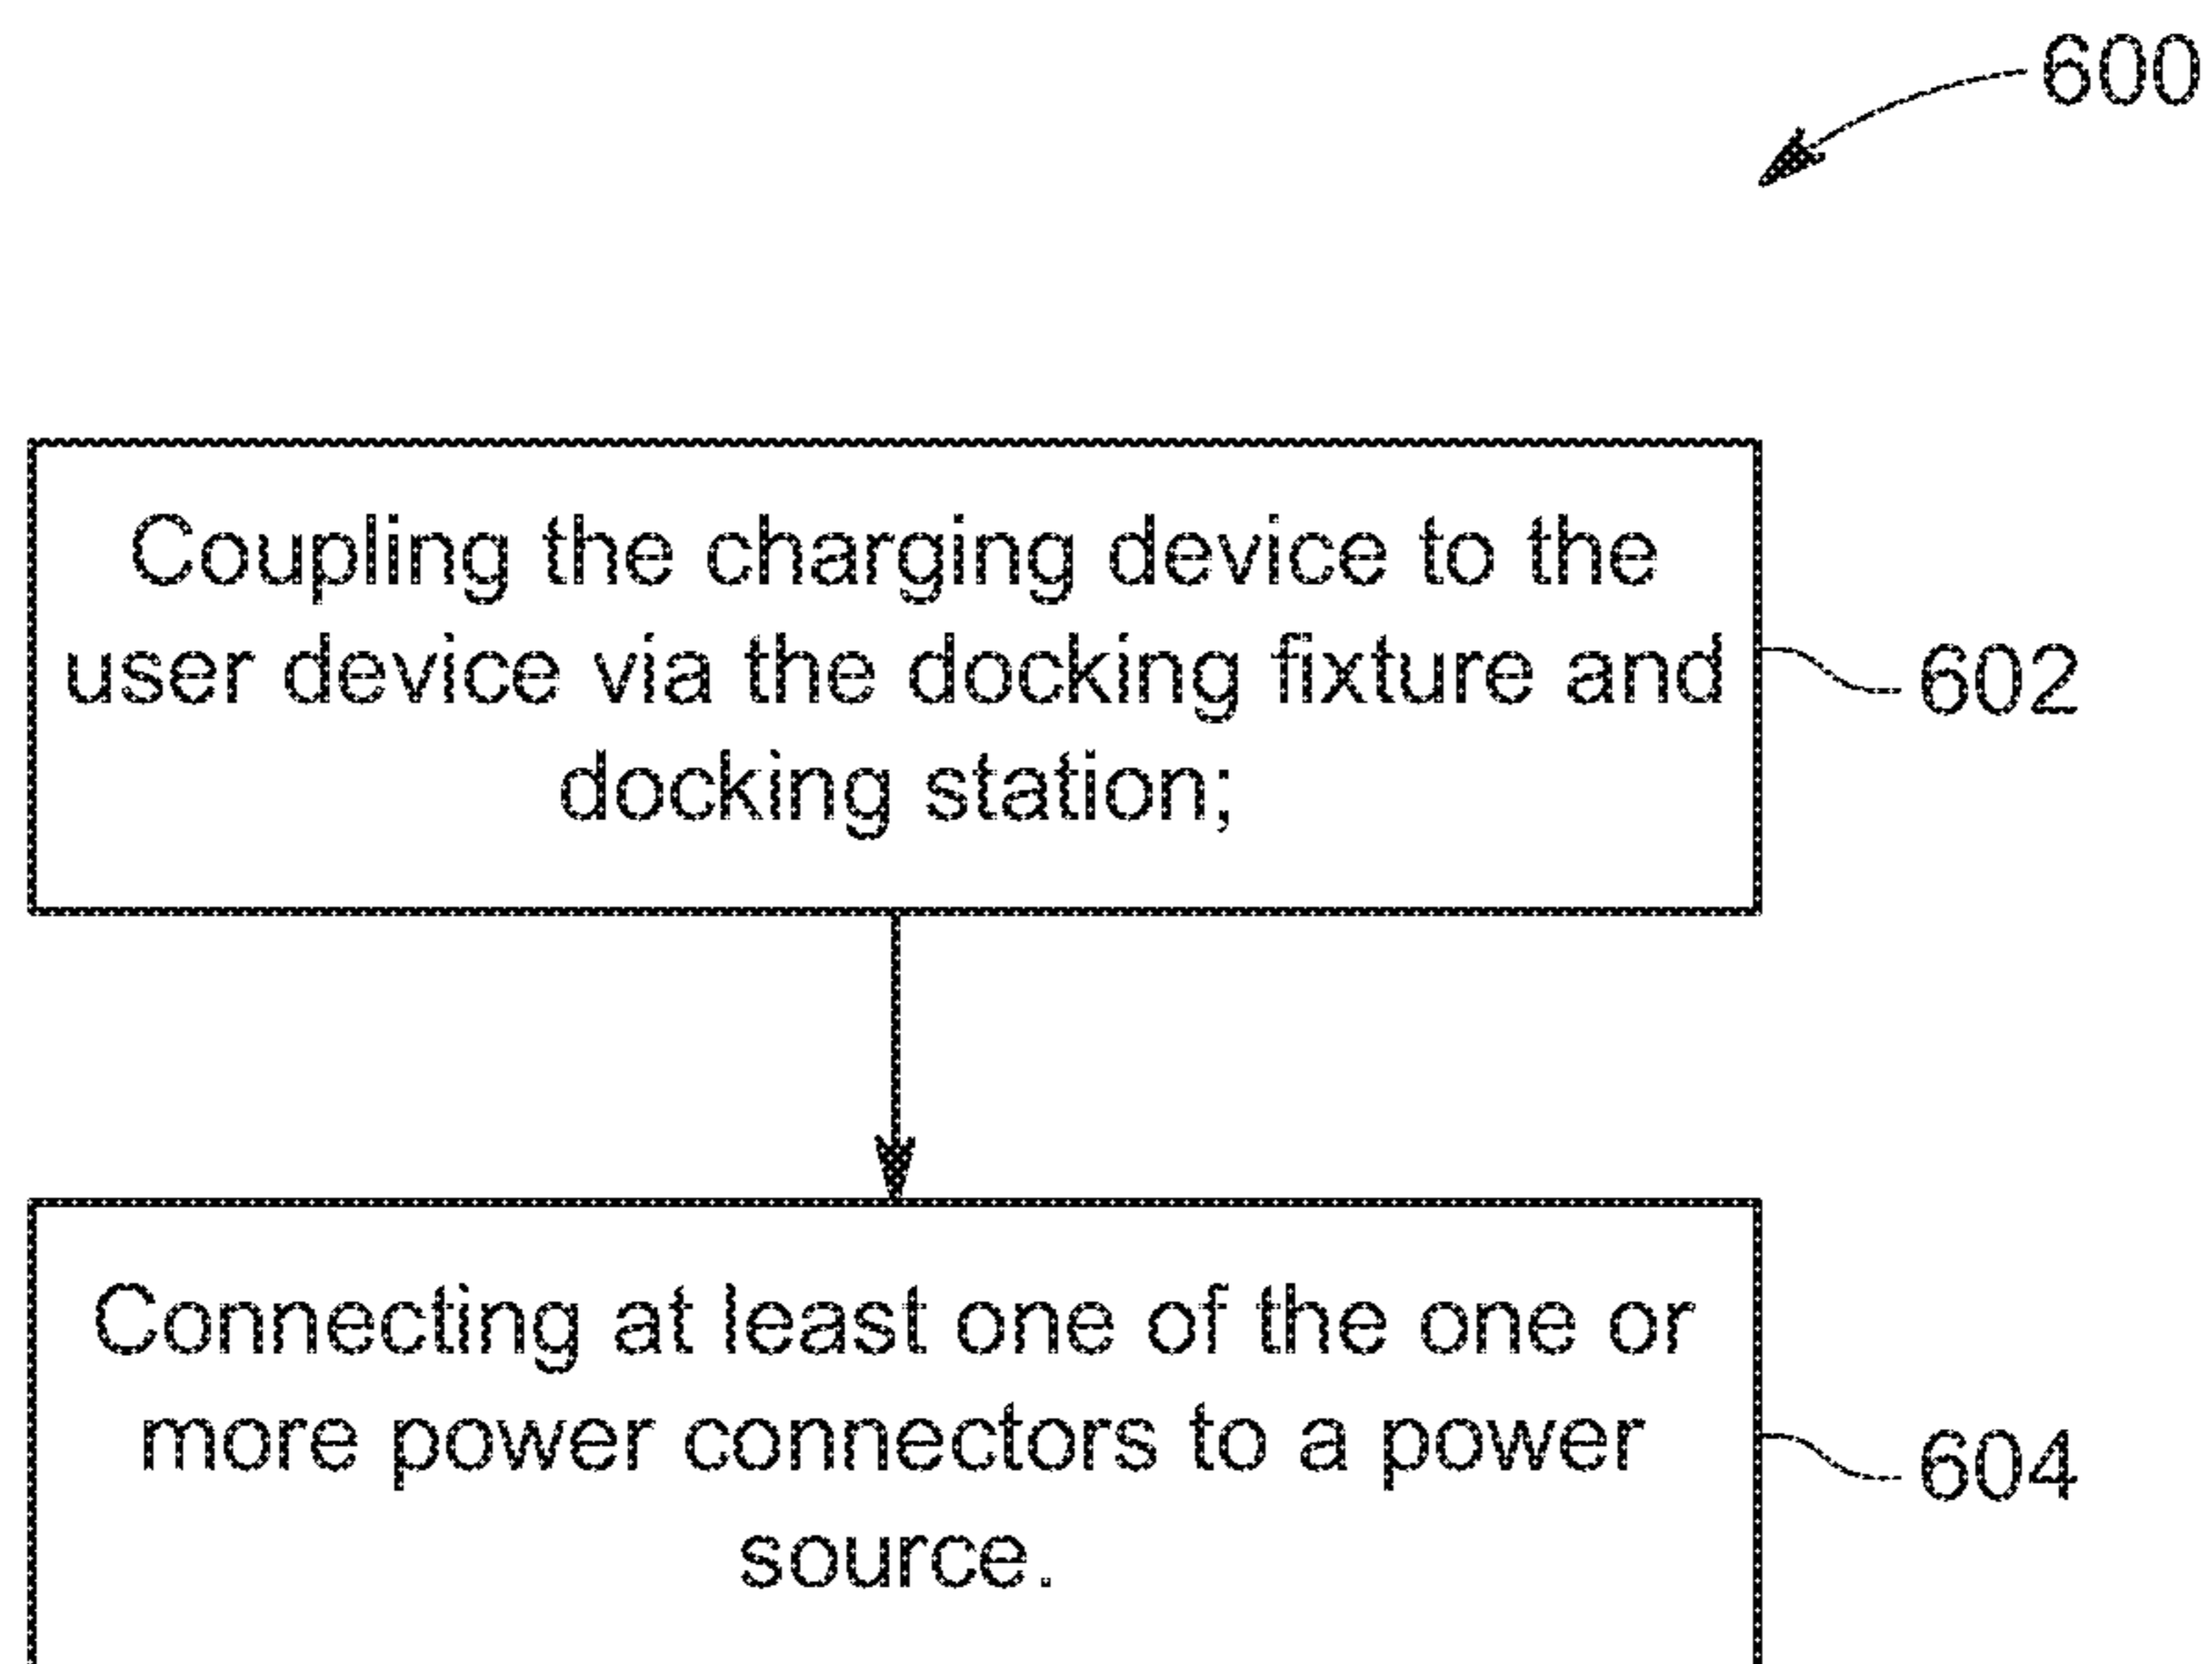 600
Coupling the charging device to the
user device via the docking fixture and
docking station;
602
Connecting at least one of the one or
more power connectors to a power
source.
604